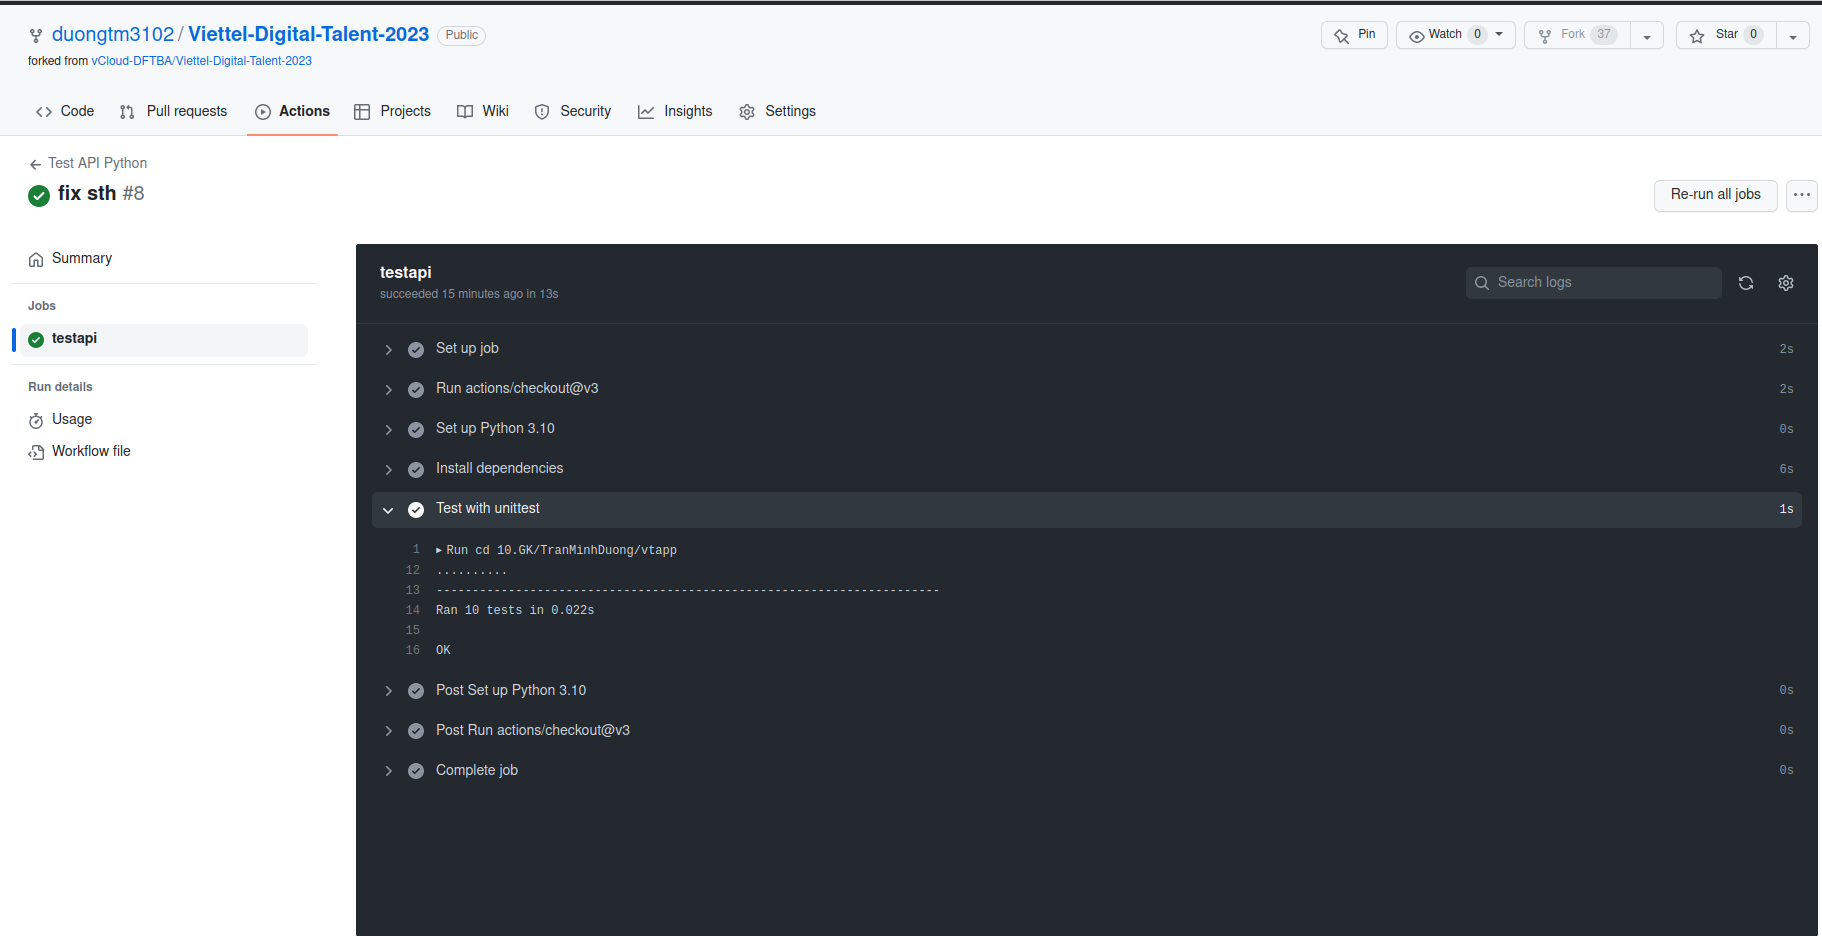 duongtm3102 / Viettel-Digital-Talent-2023 Public
Pin Watch 0 Fork 37 Star 0
forked from vCloud-DFTBA/Viettel-Digital-Talent-2023
Code Pull requests Actions Projects Wiki Security Insights Settings
Test API Python
fix sth #8
Re-run all jobs
Summary
Jobs
testapi
Run details
Usage
Workflow file
testapi
succeeded 15 minutes ago in 13s
Search logs
Set up job 2s
Run actions/checkout@v3 2s
Set up Python 3.10 0s
Install dependencies 6s
Test with unittest 1s
1 Run cd 10.GK/TranMinhDuong/vtapp
12 ..........
13 ----------------------------------------------------------------------
14 Ran 10 tests in 0.022s
15
16 OK
Post Set up Python 3.10 0s
Post Run actions/checkout@v3 0s
Complete job 0s